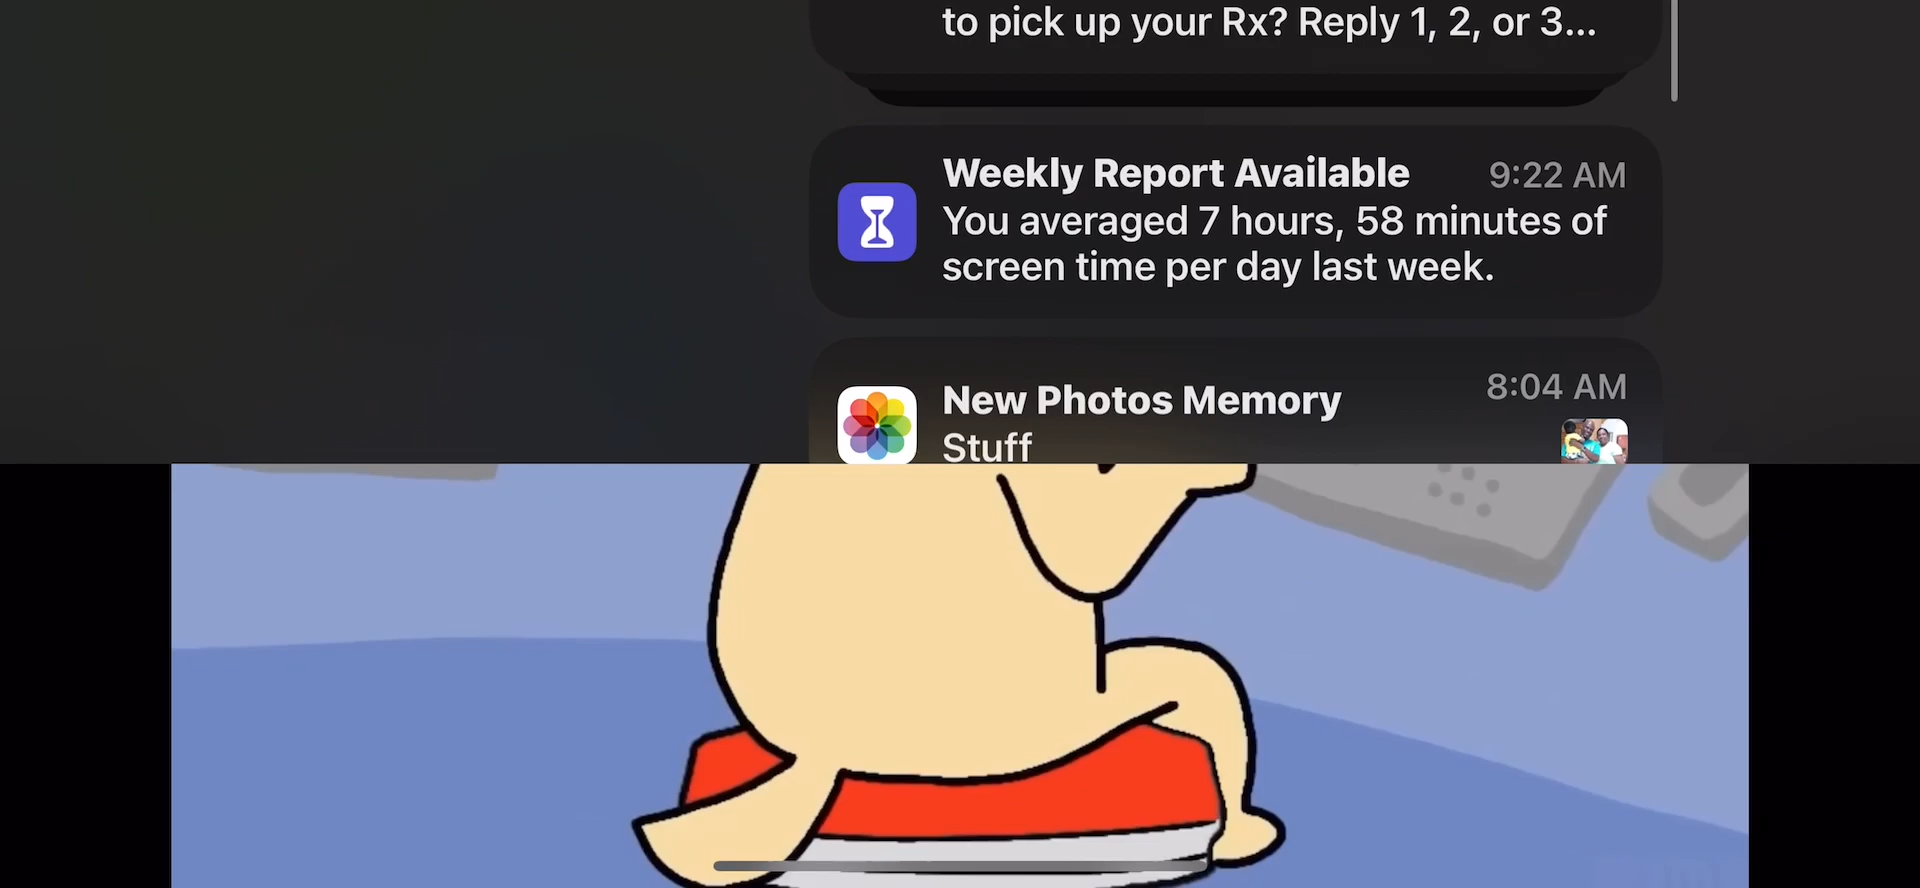 to pick up your Rx? Reply 1, 2, or 3...
Weekly Report Available 9:22 AM
You averaged 7 hours, 58 minutes of
screen time per day last week.
New Photos Memory 8:04 AM
Stuff